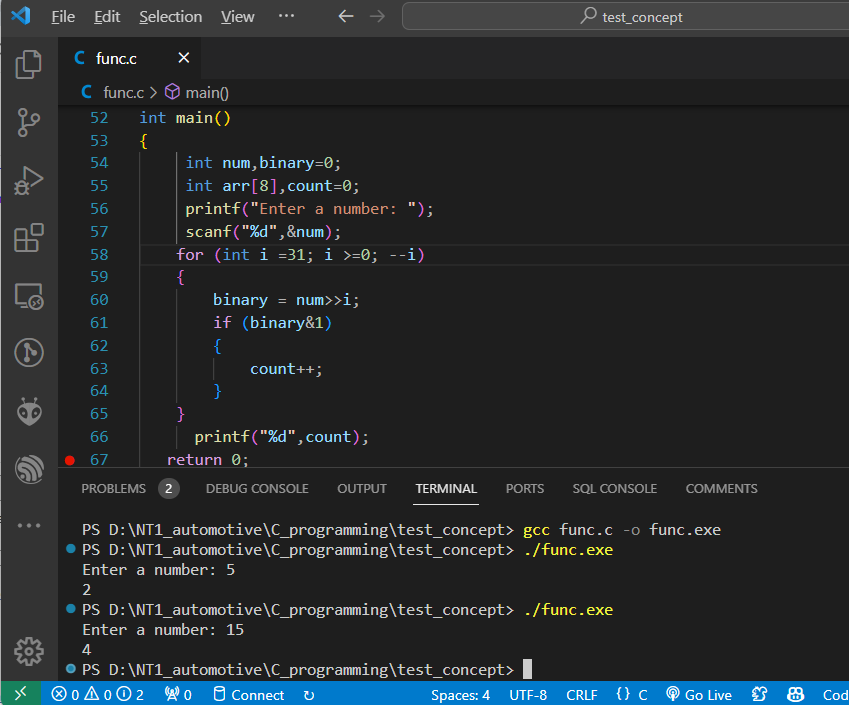 File Edit Selection View ··· test_concept
C func.c
C func.c > main()
52 int main()
53 {
54 int num,binary=0;
55 int arr[8],count=0;
56 printf("Enter a number: ");
57 scanf("%d",&num);
58 for (int i =31; i >=0; --i)
59 {
60 binary = num>>i;
61 if (binary&1)
62 {
63 count++;
64 }
65 }
66 printf("%d",count);
67 return 0;
PROBLEMS 2 DEBUG CONSOLE OUTPUT TERMINAL PORTS SQL CONSOLE COMMENTS
PS D:\NT1_automotive\C_programming\test_concept> gcc func.c -o func.exe
PS D:\NT1_automotive\C_programming\test_concept> ./func.exe
Enter a number: 5
2
PS D:\NT1_automotive\C_programming\test_concept> ./func.exe
Enter a number: 15
4
PS D:\NT1_automotive\C_programming\test_concept>
0 0 2 0 Connect Spaces: 4 UTF-8 CRLF {} C Go Live Cod